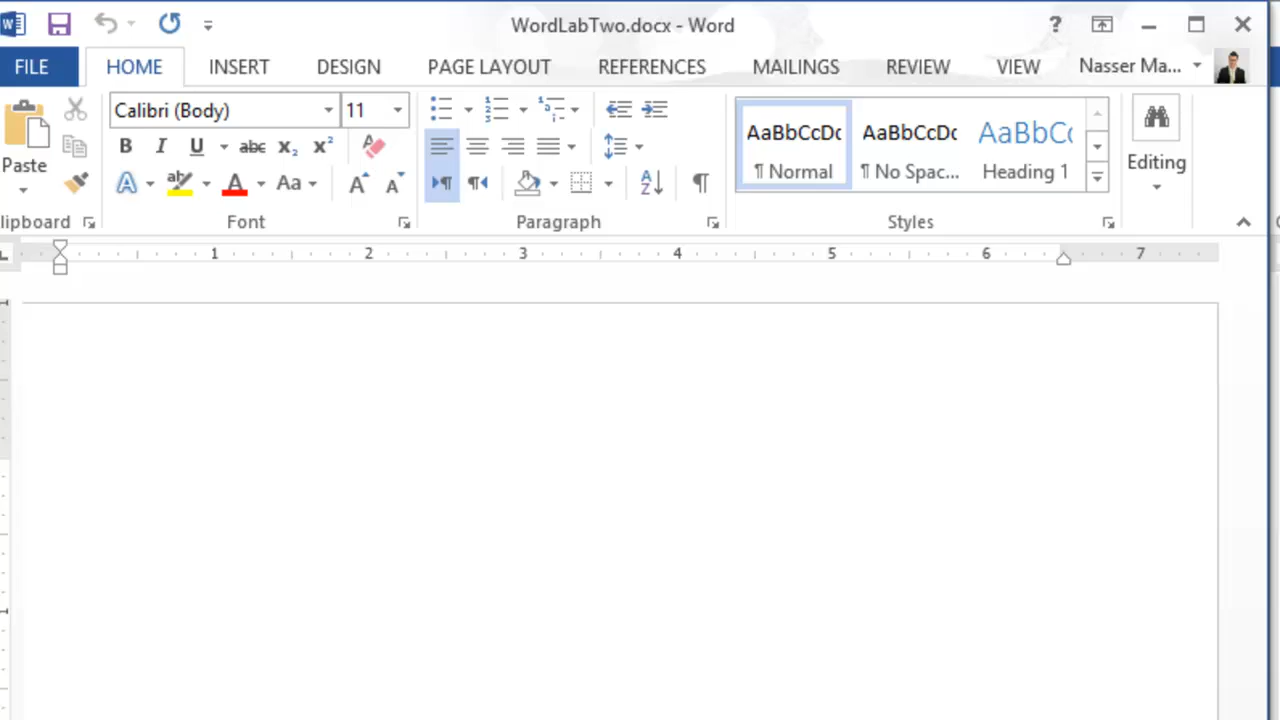 WordLabTwo.docx - Word
FILE HOME INSERT DESIGN PAGE LAYOUT REFERENCES MAILINGS REVIEW VIEW Nasser Ma...
Calibri (Body) 11
AaBbCcDc AaBbCcDc AaBbCc
Paste
¶ Normal ¶ No Spac... Heading 1
Editing
lipboard Font Paragraph Styles
1 2 3 4 5 6 7